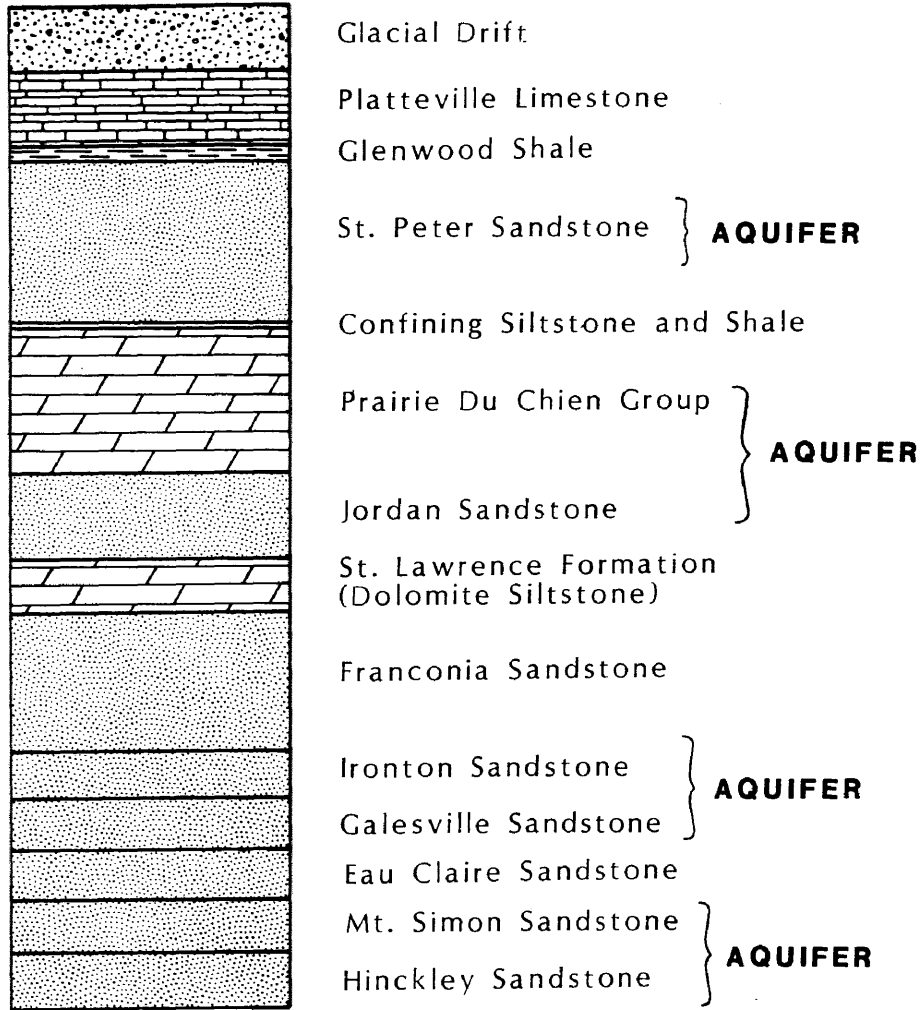 Glacial Drift
Platteville Limestone
Glenwood Shale
St. Peter Sandstone AQUIFER
Confining Siltstone and Shale
Prairie Du Chien Group
AQUIFER
Jordan Sandstone
St. Lawrence Formation
(Dolomite Siltstone)
Franconia Sandstone
Ironton Sandstone
AQUIFER
Galesville Sandstone
Eau Claire Sandstone
Mt. Simon Sandstone
AQUIFER
Hinckley Sandstone